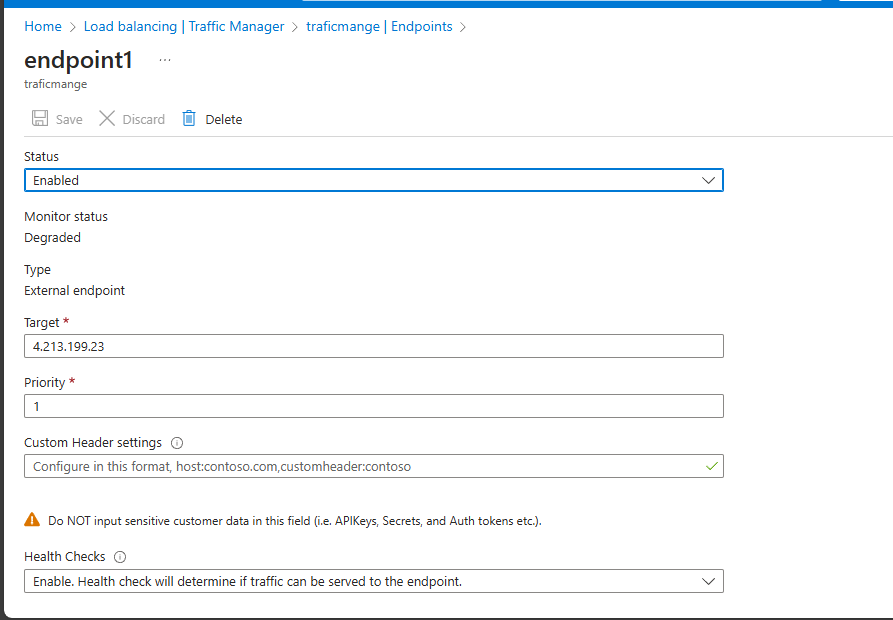 Home > Load balancing | Traffic Manager > traficmange | Endpoints >
endpoint1 ...
traficmange
Save Discard Delete
Status
Enabled
Monitor status
Degraded
Type
External endpoint
Target *
4.213.199.23
Priority *
1
Custom Header settings
Configure in this format, host:contoso.com,customheader:contoso
Do NOT input sensitive customer data in this field (i.e. APIKeys, Secrets, and Auth tokens etc.).
Health Checks
Enable. Health check will determine if traffic can be served to the endpoint.